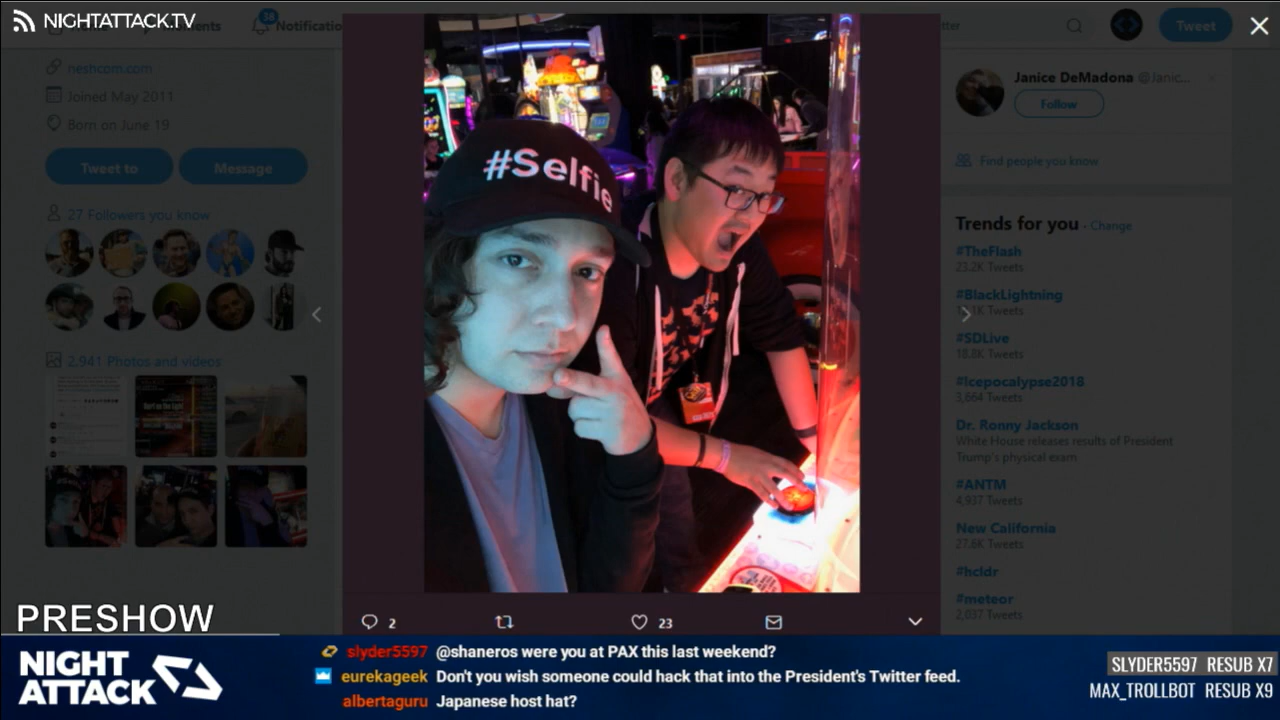 NIGHTATTACK.TV
Moments
38
Notifications
Tweet
neshcom.com
Joined May 2011
Born on June 19
Tweet to
Message
27 Followers you know
2,941 Photos and videos
#Selfie
Janice DeMadona @Janic...
Follow
Find people you know
Trends for you - Change
#TheFlash
23.2K Tweets
#BlackLightning
#SDLive
18.8K Tweets
#Icepocalypse2018
3,664 Tweets
Dr. Ronny Jackson
White House releases results of President
Trump's physical exam
#ANTM
4,937 Tweets
New California
27.6K Tweets
#hcldr
#meteor
2,037 Tweets
2
23
PRESHOW
NIGHT
ATTACK
slyder5597 @shaneros were you at PAX this last weekend?
eurekageek Don't you wish someone could hack that into the President's Twitter feed.
albertaguru Japanese host hat?
SLYDER5597 RESUB X7
MAX_TROLLBOT RESUB X9